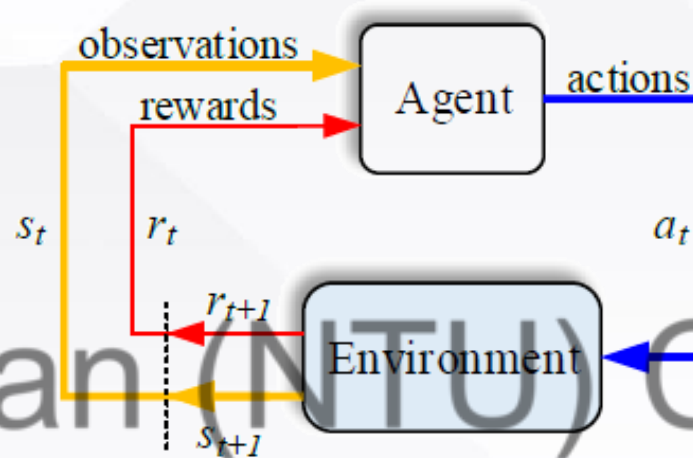 observations
Agent
actions
rewards
s_t
r_t
a_t
r_{t+1}
Environment
s_{t+1}
an (NTU) C